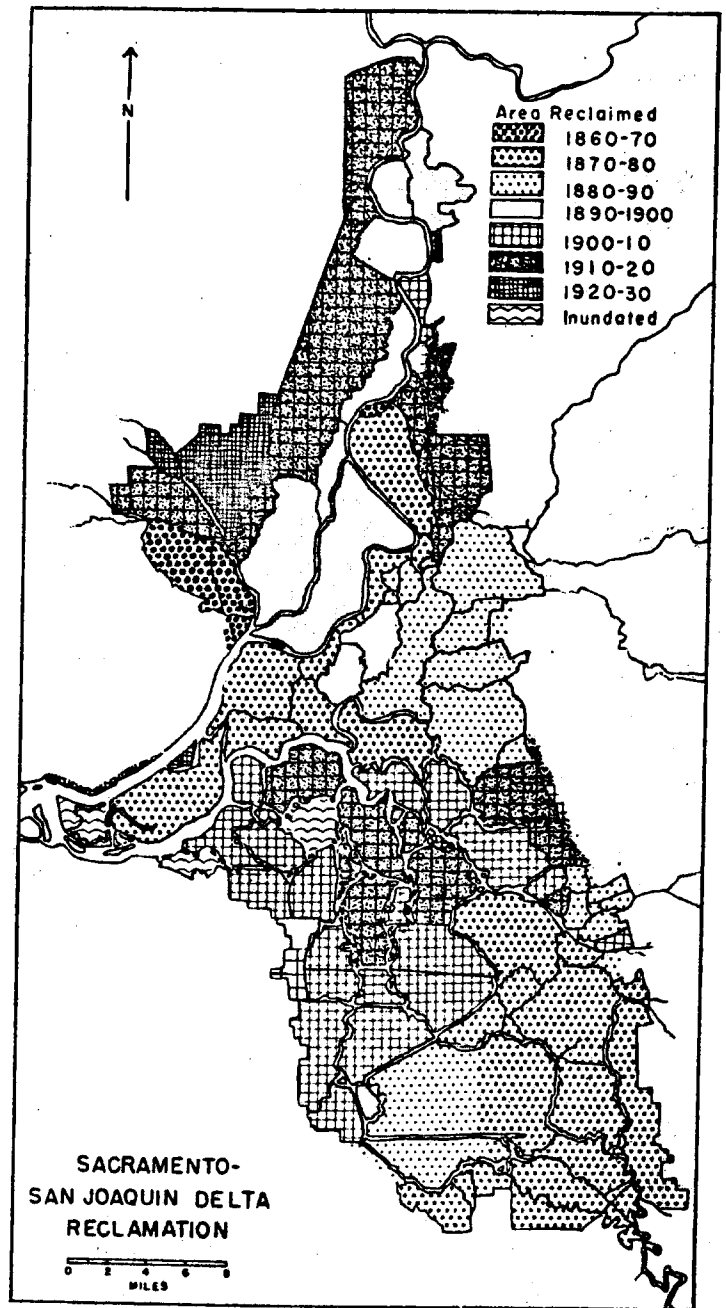 N
Area Reclaimed
1860-70
1870-80
1880-90
1890-1900
1900-10
1910-20
1920-30
Inundated
SACRAMENTO-
SAN JOAQUIN DELTA
RECLAMATION
0 2 4 6 8
MILES